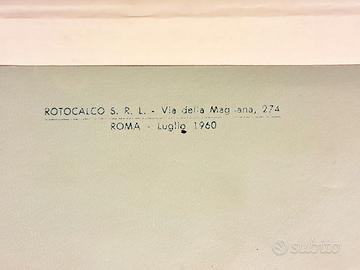 ROTOCALCO S. R. L. - Via della Magliana, 274
ROMA - Luglio 1960
subito